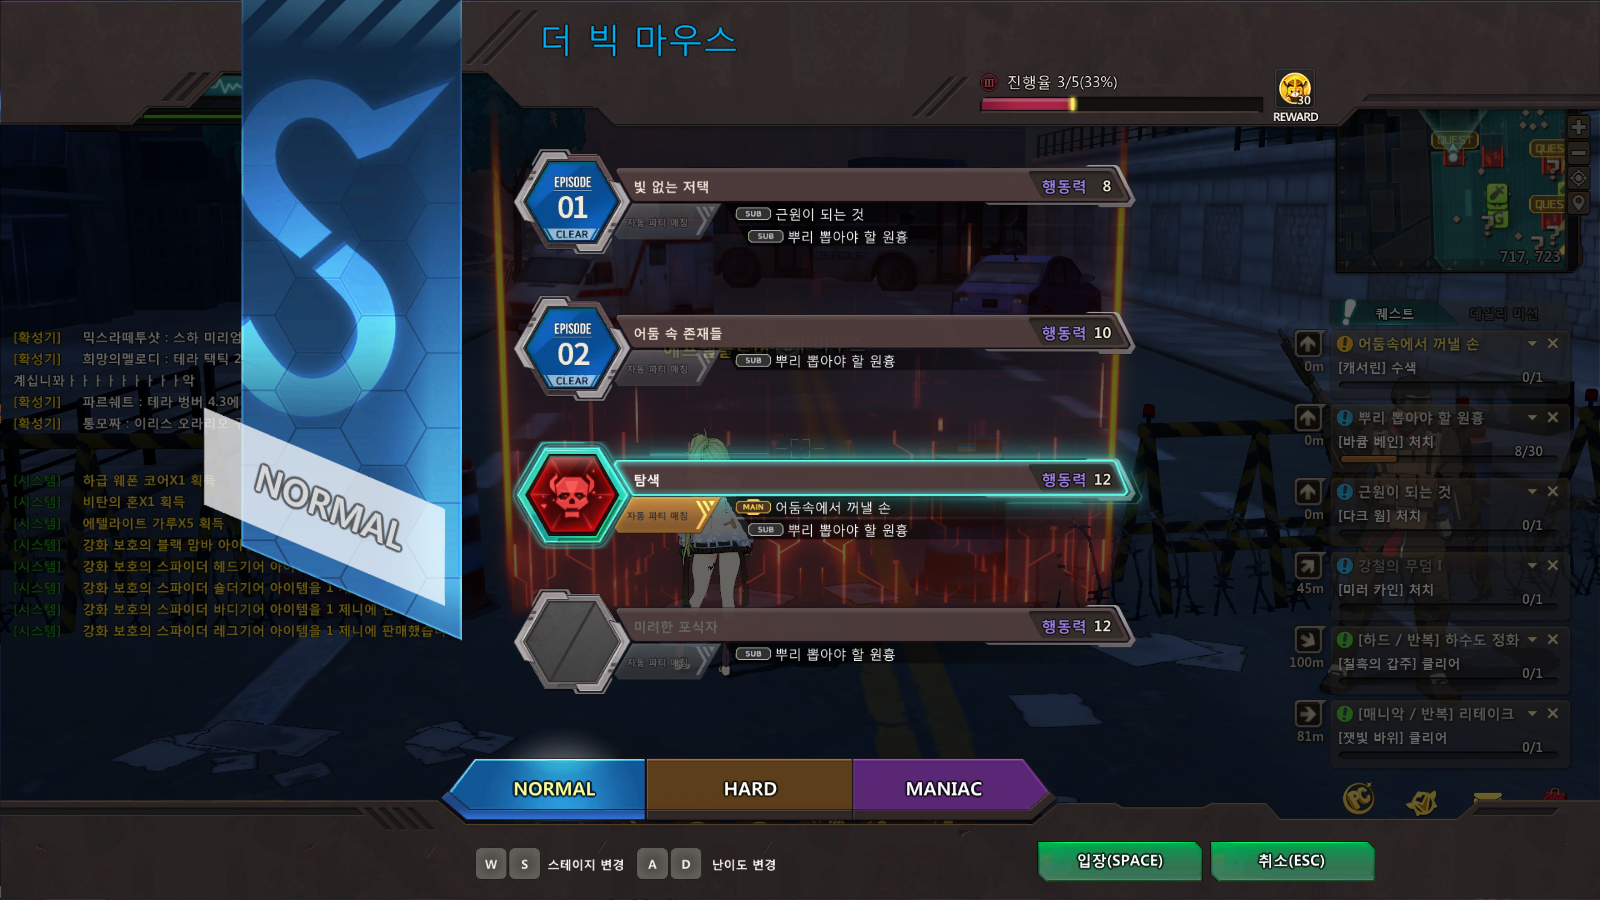 더 빅 마우스
III 진행율 3/5(33%)
30
REWARD
EPISODE
01
CLEAR
빛 없는 저택
행동력 8
자동 파티 매칭
SUB 근원이 되는 것
SUB 뿌리 뽑아야 할 원흉
EPISODE
02
CLEAR
어둠 속 존재들
행동력 10
자동 파티 매칭
SUB 뿌리 뽑아야 할 원흉
탐색
행동력 12
자동 파티 매칭
MAIN 어둠속에서 꺼낼 손
SUB 뿌리 뽑아야 할 원흉
미려한 포식자
행동력 12
자동 파티 매칭
SUB 뿌리 뽑아야 할 원흉
NORMAL
[확성기] 믹스라떼투샷 : 스하 미리엄
[확성기] 희망의멜로디 : 테라 택틱 2
계십니꽈ㅏㅏㅏㅏㅏㅏㅏㅏㅏ악
[확성기] 파르쉐트 : 테라 벙버 4.3에
[확성기] 통모짜 : 이리스 오라리오
[시스템] 하급 웨폰 코어X1 획득
[시스템] 비탄의 혼X1 획득
[시스템] 에텔라이트 가루X5 획득
[시스템] 강화 보호의 블랙 맘바 아이
[시스템] 강화 보호의 스파이더 헤드기어 아이
[시스템] 강화 보호의 스파이더 숄더기어 아이템을 1
[시스템] 강화 보호의 스파이더 바디기어 아이템을 1 제니에 판
[시스템] 강화 보호의 스파이더 레그기어 아이템을 1 제니에 판매했습니
QUEST
QUES
QUES
717, 723
퀘스트
데일리 미션
어둠속에서 꺼낼 손
0m [캐서린] 수색
0/1
뿌리 뽑아야 할 원흉
0m [바큠 베인] 처치
8/30
근원이 되는 것
0m [다크 웜] 처치
0/1
강철의 무덤 I
45m [미러 카인] 처치
0/1
[하드 / 반복] 하수도 정화
100m [칠흑의 갑주] 클리어
0/1
[매니악 / 반복] 리테이크
81m [잿빛 바위] 클리어
0/1
PC
NORMAL
HARD
MANIAC
W S 스테이지 변경 A D 난이도 변경
입장(SPACE)
취소(ESC)